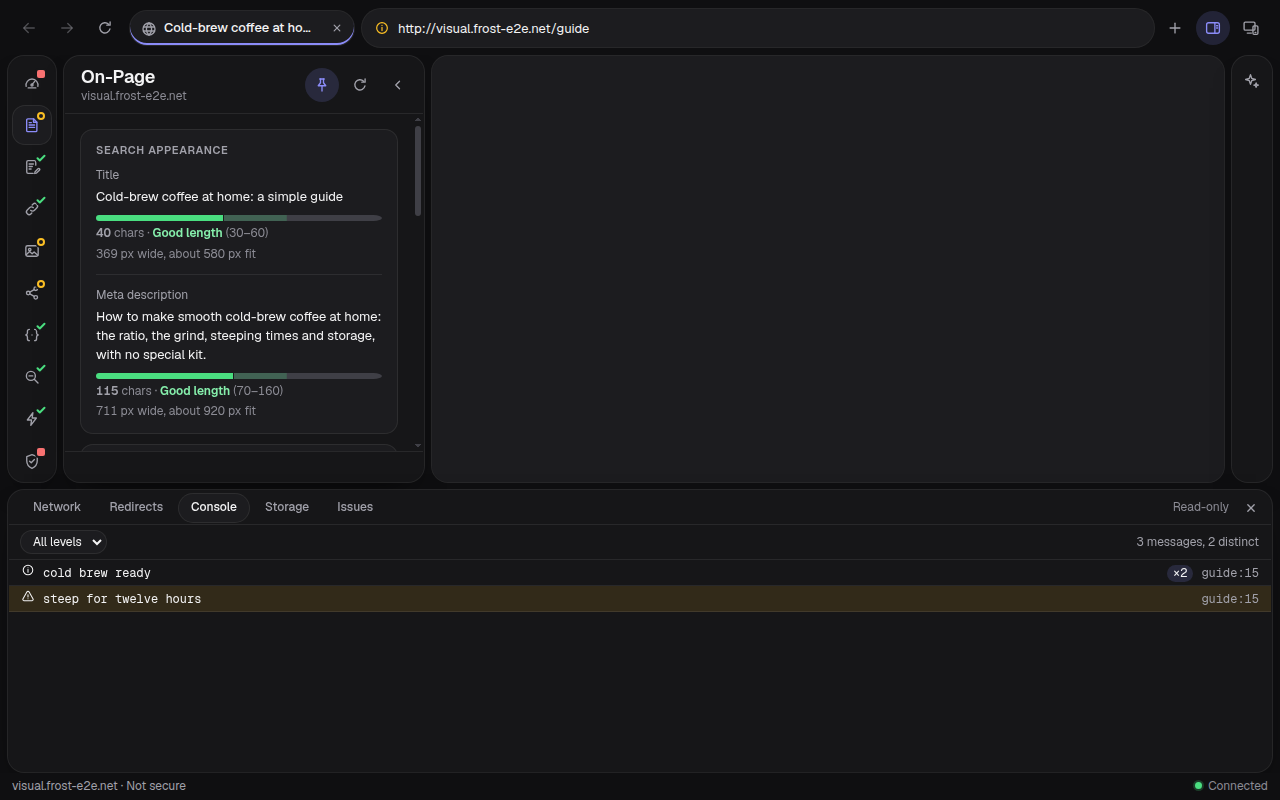 Cold-brew coffee at ho...
http://visual.frost-e2e.net/guide
On-Page
visual.frost-e2e.net
SEARCH APPEARANCE
Title
Cold-brew coffee at home: a simple guide
40 chars · Good length (30–60)
369 px wide, about 580 px fit
Meta description
How to make smooth cold-brew coffee at home:
the ratio, the grind, steeping times and storage,
with no special kit.
115 chars · Good length (70–160)
711 px wide, about 920 px fit
Network Redirects Console Storage Issues Read-only
All levels 3 messages, 2 distinct
cold brew ready ×2 guide:15
steep for twelve hours guide:15
visual.frost-e2e.net · Not secure Connected